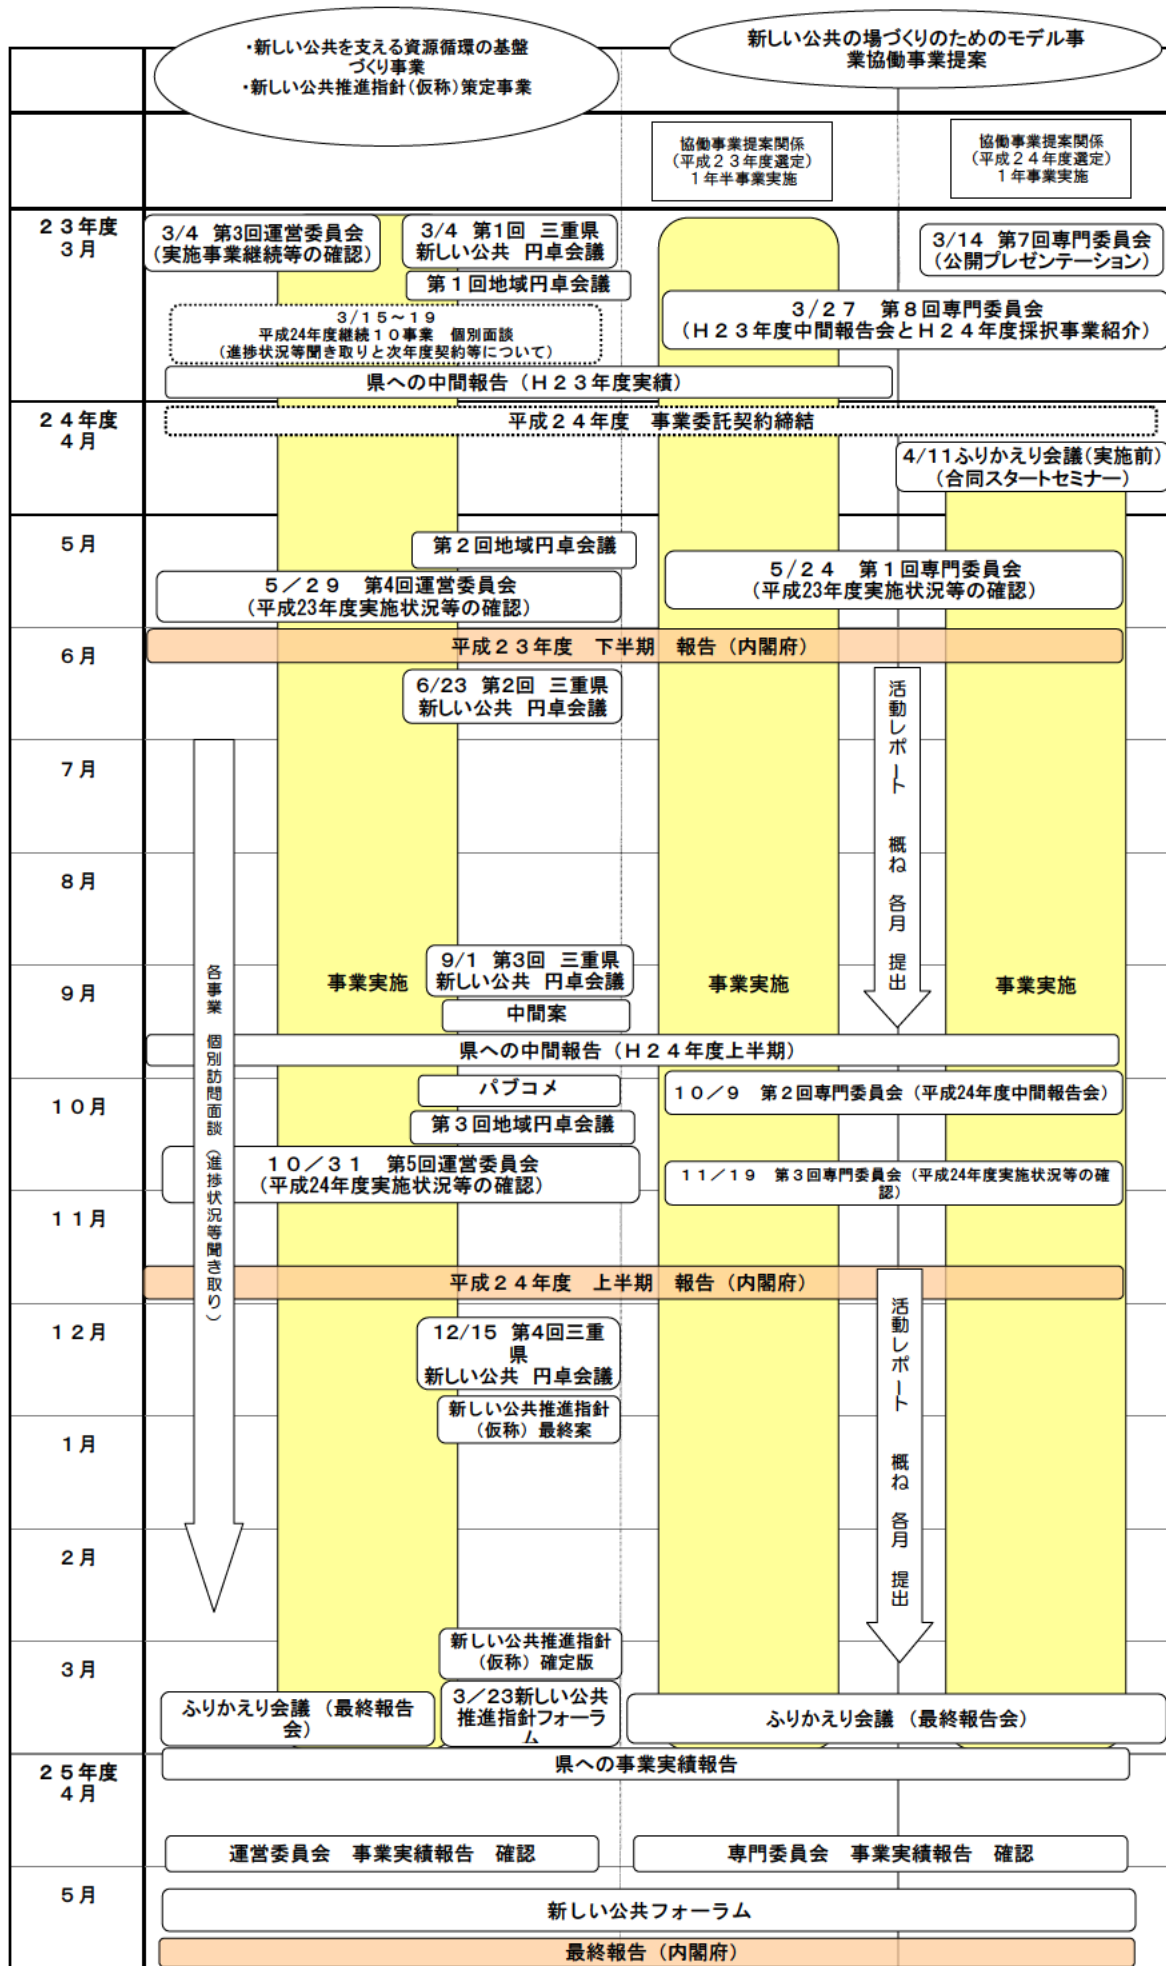 ・新しい公共を支える資源循環の基盤
づくり事業
・新しい公共推進指針(仮称)策定事業
新しい公共の場づくりのためのモデル事
業協働事業提案
協働事業提案関係
(平成23年度選定)
1年半事業実施
協働事業提案関係
(平成24年度選定)
1年事業実施
23年度
3月
3/4 第3回運営委員会
(実施事業継続等の確認)
3/4 第1回 三重県
新しい公共 円卓会議
第1回地域円卓会議
3/14 第7回専門委員会
(公開プレゼンテーション)
3/15～19
平成24年度継続10事業 個別面談
(進捗状況等聞き取りと次年度契約等について)
3/27 第8回専門委員会
(H23年度中間報告会とH24年度採択事業紹介)
県への中間報告(H23年度実績)
24年度
4月
平成24年度 事業委託契約締結
4/11ふりかえり会議(実施前)
(合同スタートセミナー)
5月
第2回地域円卓会議
5/29 第4回運営委員会
(平成23年度実施状況等の確認)
5/24 第1回専門委員会
(平成23年度実施状況等の確認)
6月
平成23年度 下半期 報告(内閣府)
6/23 第2回 三重県
新しい公共 円卓会議
活動レポート 概ね 各月 提出
7月
8月
各事業 個別訪問面談(進捗状況等聞き取り)
9月
9/1 第3回 三重県
新しい公共 円卓会議
事業実施
事業実施
事業実施
中間案
県への中間報告(H24年度上半期)
10月
パブコメ
10/9 第2回専門委員会(平成24年度中間報告会)
第3回地域円卓会議
10/31 第5回運営委員会
(平成24年度実施状況等の確認)
11/19 第3回専門委員会(平成24年度実施状況等の確
認)
11月
平成24年度 上半期 報告(内閣府)
12月
12/15 第4回三重
県
新しい公共 円卓会議
活動レポート 概ね 各月 提出
新しい公共推進指針
(仮称)最終案
1月
2月
3月
新しい公共推進指針
(仮称)確定版
ふりかえり会議(最終報告
会)
3/23新しい公共
推進指針フォーラ
ム
ふりかえり会議(最終報告会)
25年度
4月
県への事業実績報告
運営委員会 事業実績報告 確認
専門委員会 事業実績報告 確認
5月
新しい公共フォーラム
最終報告(内閣府)